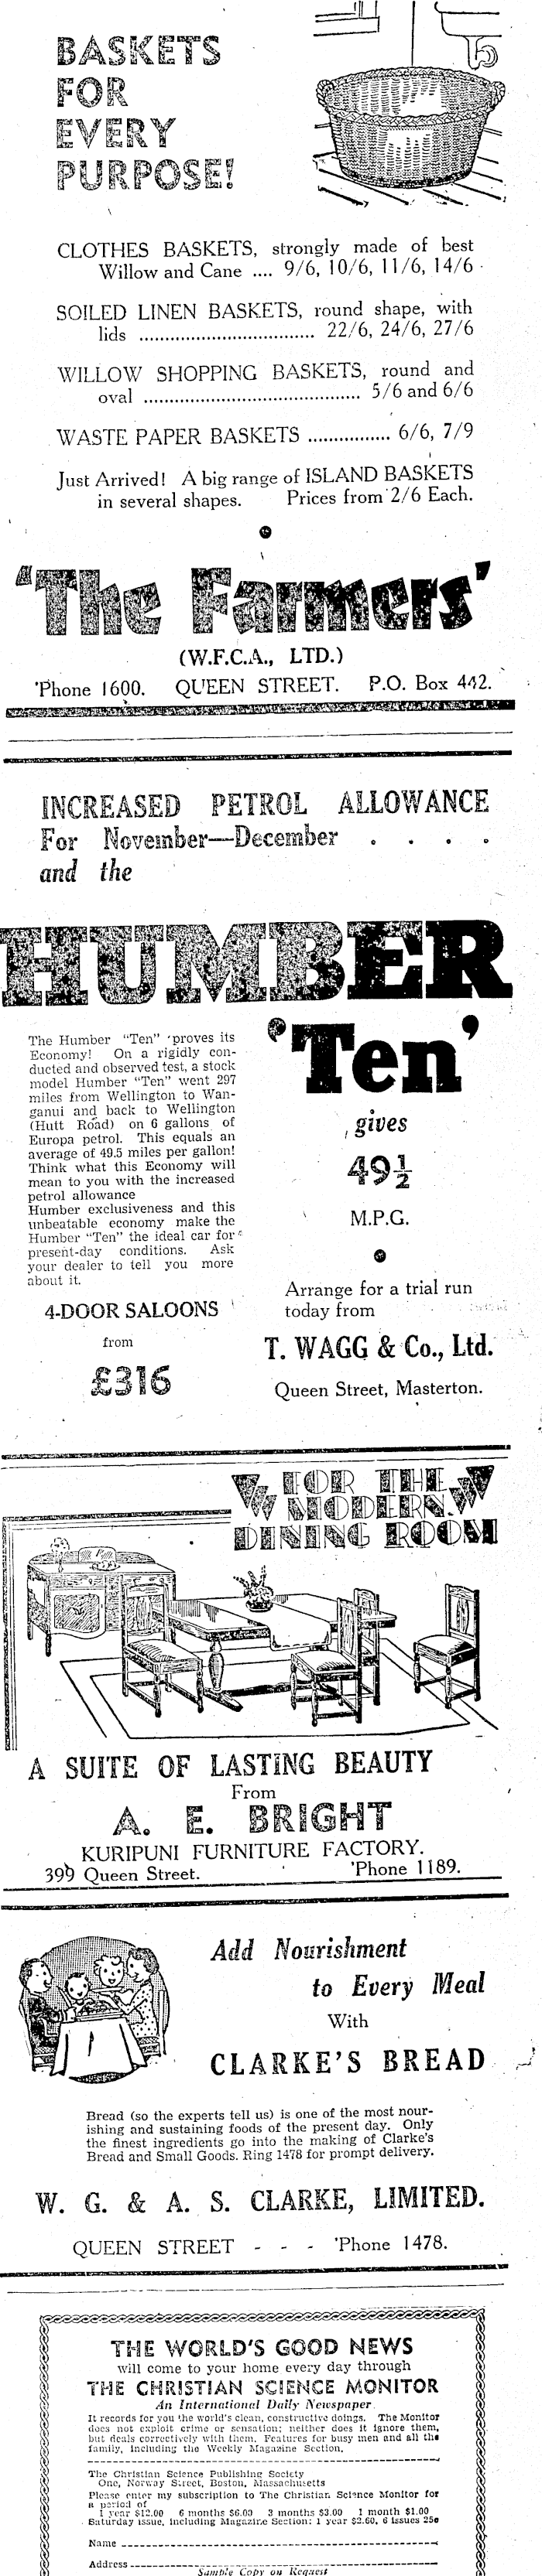 BASKETS
FOR
EVERY
PURPOSE!
CLOTHES BASKETS, strongly made of best
Willow and Cane .... 9/6, 10/6, 11/6, 14/6
SOILED LINEN BASKETS, round shape, with
lids .................................. 22/6, 24/6, 27/6
WILLOW SHOPPING BASKETS, round and
oval .......................................... 5/6 and 6/6
WASTE PAPER BASKETS ................ 6/6, 7/9
Just Arrived! A big range of ISLAND BASKETS
in several shapes. Prices from 2/6 Each.
"The Farmers'
(W.F.C.A., LTD.)
'Phone 1600. QUEEN STREET. P.O. Box 442.
INCREASED PETROL ALLOWANCE
For November—December . . . .
and the
HUMBER
'Ten'
The Humber "Ten" proves its
Economy! On a rigidly con-
ducted and observed test, a stock
model Humber "Ten" went 297
miles from Wellington to Wan-
ganui and back to Wellington
(Hutt Road) on 6 gallons of
Europa petrol. This equals an
average of 49.5 miles per gallon!
Think what this Economy will
mean to you with the increased
petrol allowance
Humber exclusiveness and this
unbeatable economy make the
Humber "Ten" the ideal car for
present-day conditions. Ask
your dealer to tell you more
about it.
4-DOOR SALOONS
from
£316
gives
49½
M.P.G.
Arrange for a trial run
today from
T. WAGG & Co., Ltd.
Queen Street, Masterton.
FOR THE
MODERN
DINING ROOM
A SUITE OF LASTING BEAUTY
From
A. E. BRIGHT
KURIPUNI FURNITURE FACTORY.
399 Queen Street. 'Phone 1189.
Add Nourishment
to Every Meal
With
CLARKE'S BREAD
Bread (so the experts tell us) is one of the most nour-
ishing and sustaining foods of the present day. Only
the finest ingredients go into the making of Clarke's
Bread and Small Goods. Ring 1478 for prompt delivery.
W. G. & A. S. CLARKE, LIMITED.
QUEEN STREET - - - 'Phone 1478.
THE WORLD'S GOOD NEWS
will come to your home every day through
THE CHRISTIAN SCIENCE MONITOR
An International Daily Newspaper
It records for you the world's clean, constructive doings. The Monitor
does not exploit crime or sensation; neither does it ignore them,
but deals correctively with them. Features for busy men and all the
family, including the Weekly Magazine Section.
The Christian Science Publishing Society
One, Norway Street, Boston, Massachusetts
Please enter my subscription to The Christian Science Monitor for
a period of
1 year $12.00 6 months $6.00 3 months $3.00 1 month $1.00
Saturday issue, including Magazine Section: 1 year $2.60, 6 issues 25c
Name
Address
Sample Copy on Request